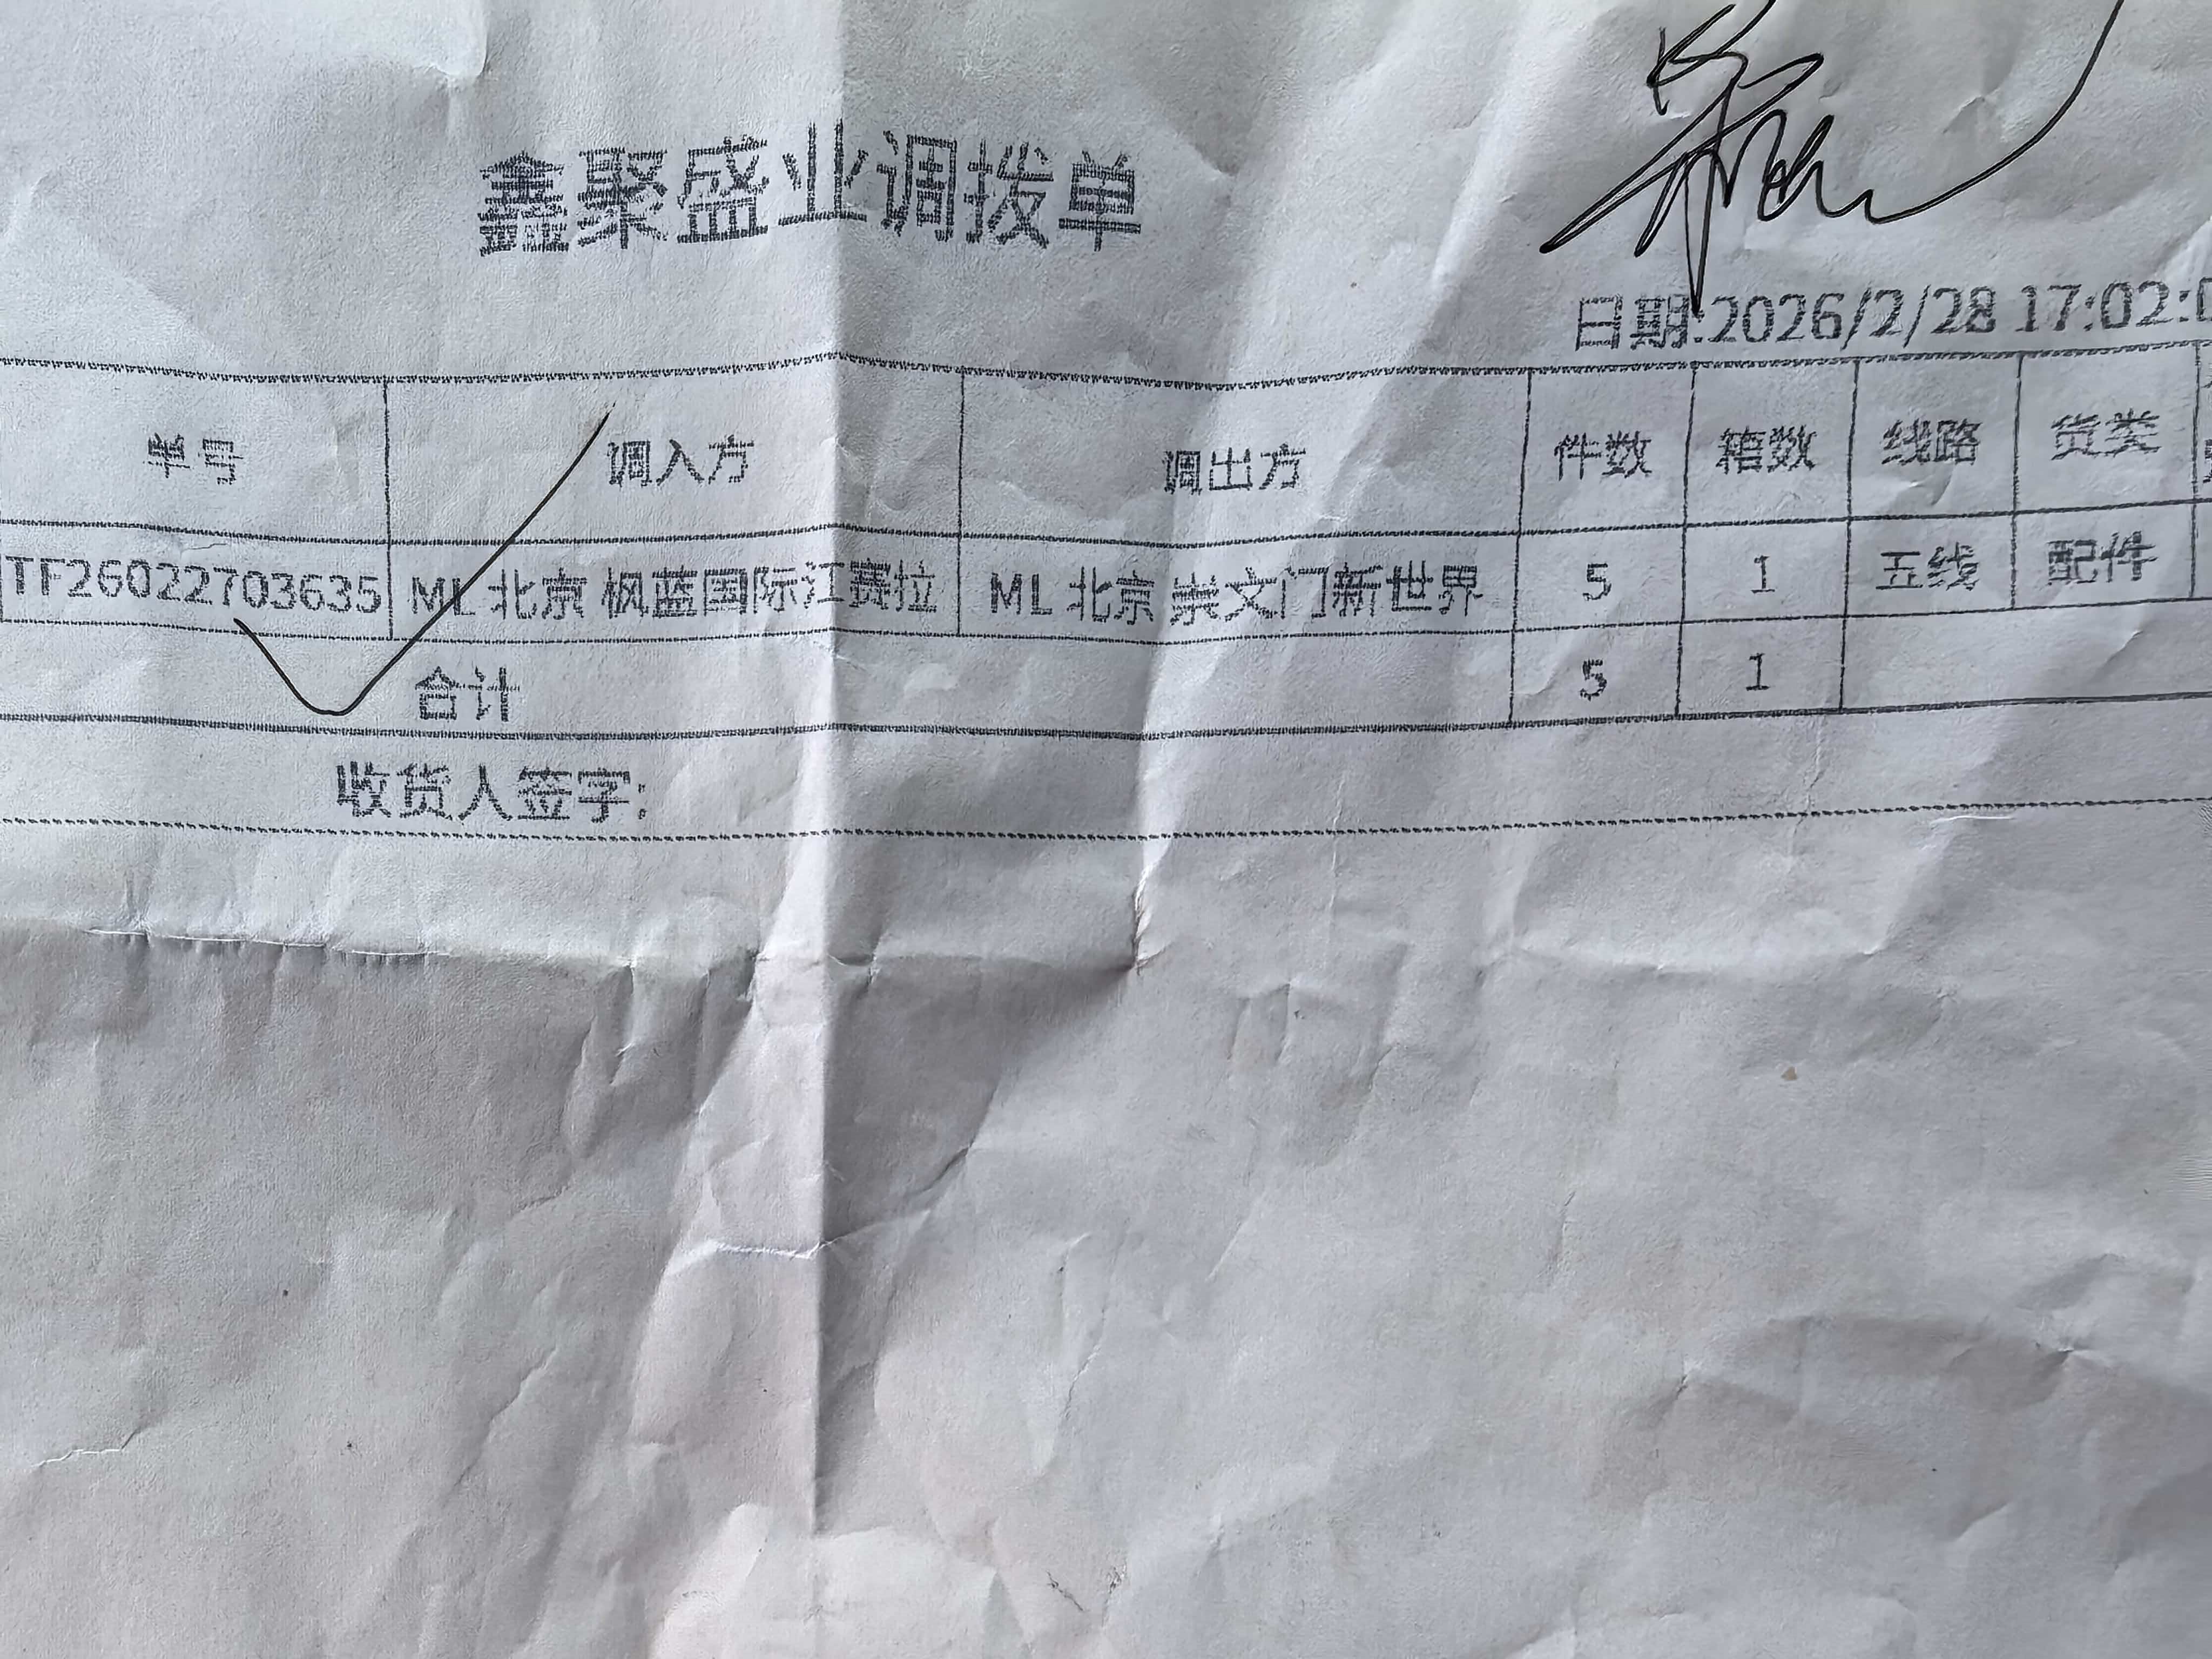 鑫聚盛业调拨单
日期:2026/2/28 17:02:0
单号 调入方 调出方 件数 箱数 线路 货类
TF26022703635 ML 北京 枫蓝国际江赛拉 ML 北京 崇文门新世界 5 1 五线 配件
合计 5 1
收货人签字: